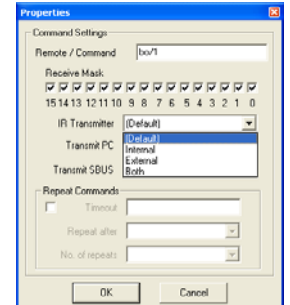 Properties
Command Settings
Remote / Command bo/1
Receive Mask
15 14 13 12 11 10 9 8 7 6 5 4 3 2 1 0
IR Transmitter (Default)
(Default)
Transmit PC Internal
External
Transmit SBUS Both
Repeat Commands
Timeout
Repeat after
No. of repeats
OK Cancel